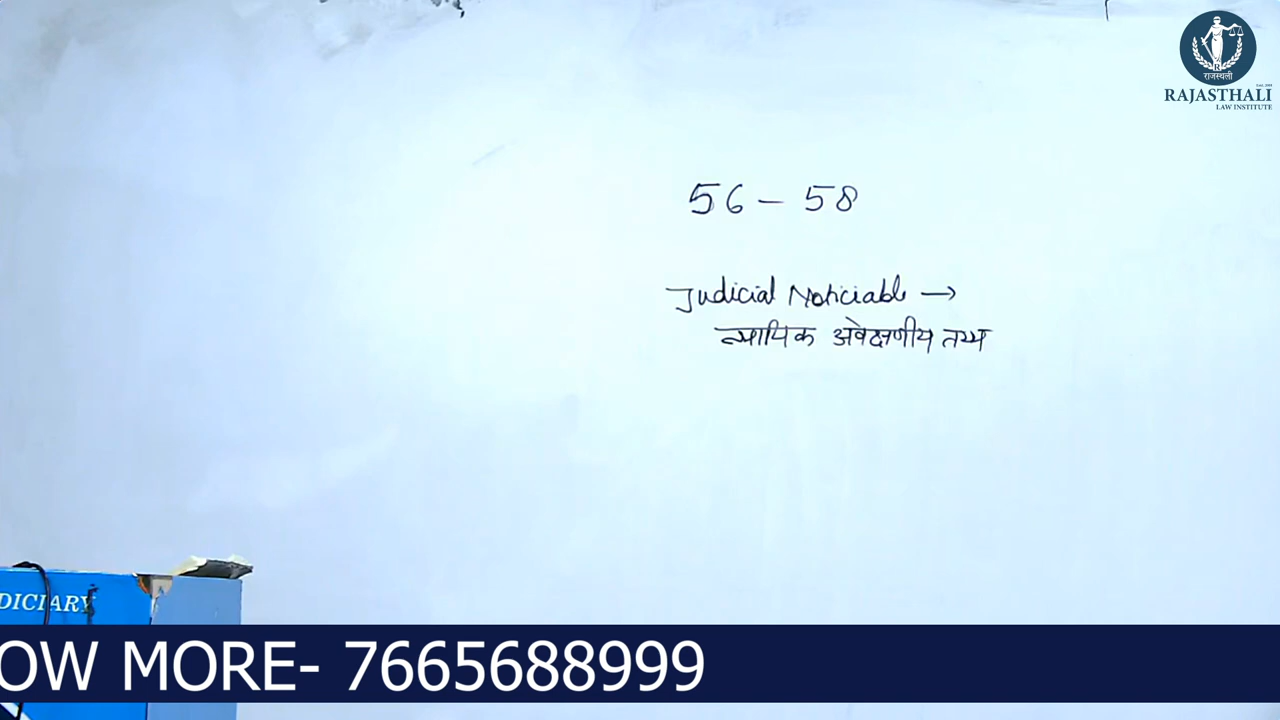 राजस्थली
RAJASTHALI
LAW INSTITUTE
56 - 58
Judicial Noticiable →
न्यायिक अवेक्षणीय तथ्य
DICIARY
OW MORE- 7665688999